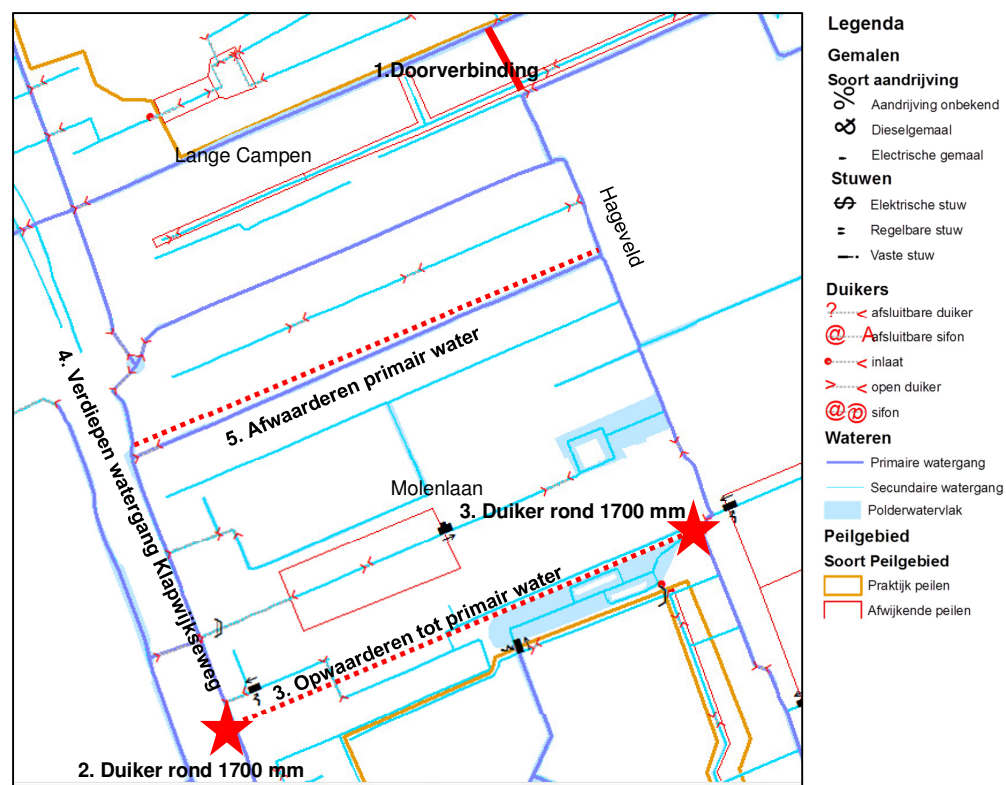 1.Doorverbinding
Lange Campen
Hageveld
4. Verdiepen watergang Klapwijkseweg
5. Afwaarderen primair water
Molenlaan
3. Duiker rond 1700 mm
3. Opwaarderen tot primair water
2. Duiker rond 1700 mm
Legenda
Gemalen
Soort aandrijving
% Aandrijving onbekend
& Dieselgemaal
Electrische gemaal
Stuwen
$ Elektrische stuw
Regelbare stuw
Vaste stuw
Duikers
? < afsluitbare duiker
@ A afsluitbare sifon
< inlaat
> < open duiker
@@ sifon
Wateren
Primaire watergang
Secundaire watergang
Polderwatervlak
Peilgebied
Soort Peilgebied
Praktijk peilen
Afwijkende peilen